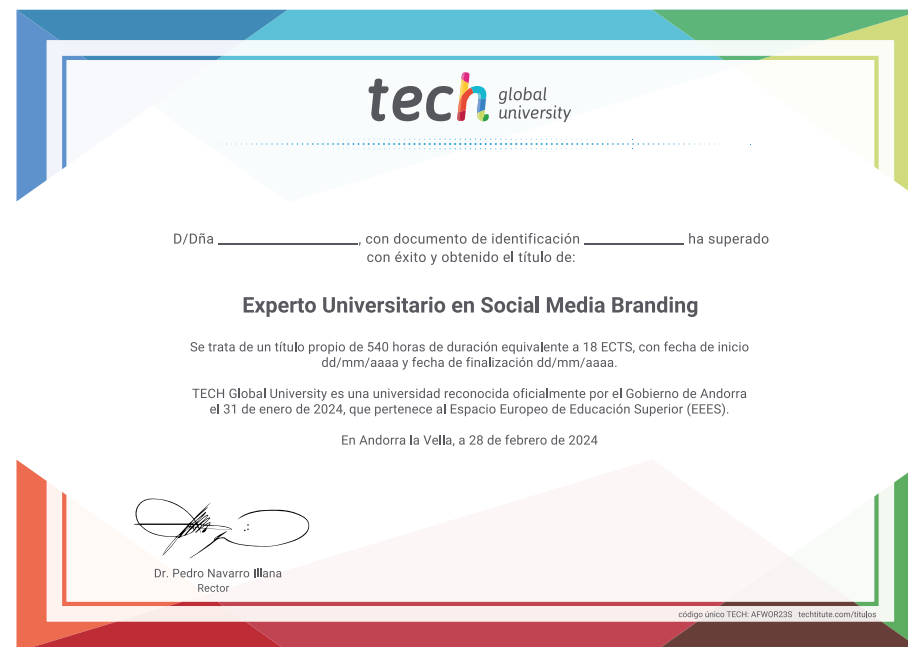 tech global
university
D/Dña ______________________, con documento de identificación _______________ ha superado
con éxito y obtenido el título de:
Experto Universitario en Social Media Branding
Se trata de un título propio de 540 horas de duración equivalente a 18 ECTS, con fecha de inicio
dd/mm/aaaa y fecha de finalización dd/mm/aaaa.
TECH Global University es una universidad reconocida oficialmente por el Gobierno de Andorra
el 31 de enero de 2024, que pertenece al Espacio Europeo de Educación Superior (EEES).
En Andorra la Vella, a 28 de febrero de 2024
Dr. Pedro Navarro Illana
Rector
código único TECH: AFWOR23S techtitute.com/titulos